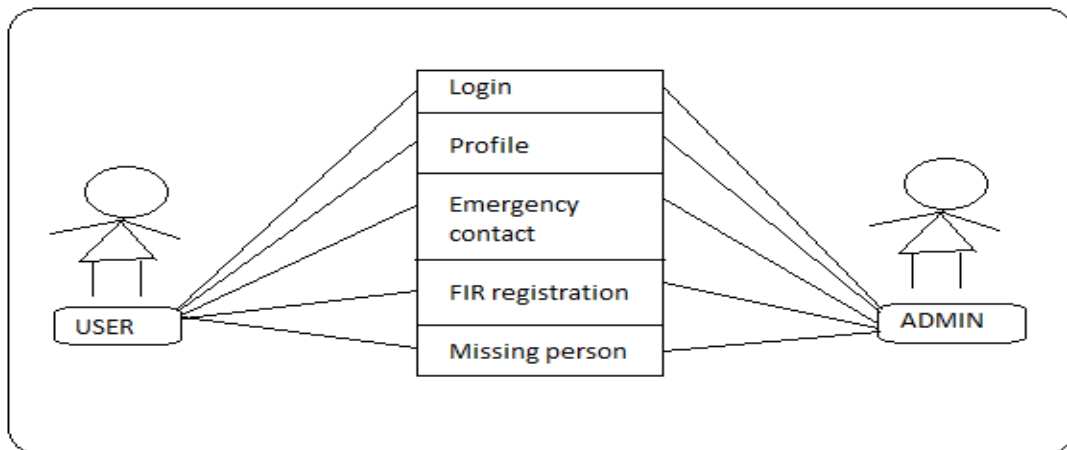 Login
Profile
Emergency
contact
FIR registration
Missing person
USER
ADMIN